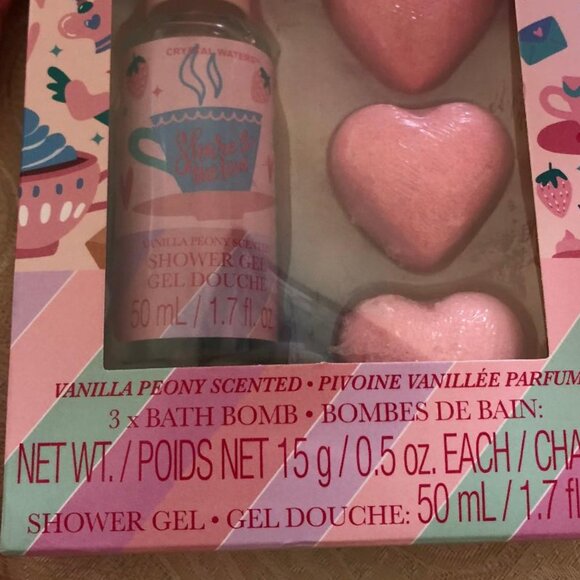 CRYSTAL WATERS
Share
VANILLA PEONY SCENTED
SHOWER GEL
GEL DOUCHE
50 mL / 1.7 fl. oz
VANILLA PEONY SCENTED • PIVOINE VANILLÉE PARFUM
3 x BATH BOMB • BOMBES DE BAIN:
NET WT. / POIDS NET 15 g / 0.5 oz. EACH / CHA
SHOWER GEL • GEL DOUCHE: 50 mL / 1.7 fl